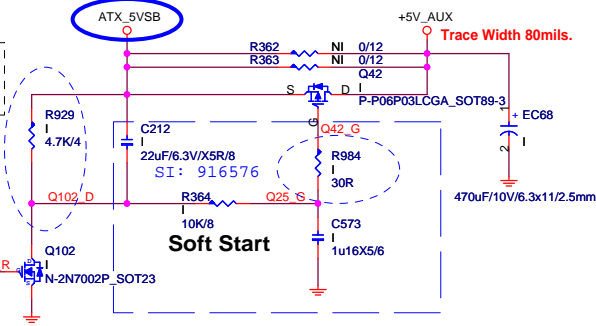 ATX_5VSB
+5V_AUX
Trace Width 80mils.
R362
NI
0/12
R363
NI
0/12
Q42
I
S
D
P-P06P03LCGA_SOT89-3
G
R929
I
4.7K/4
C212
I
22uF/6.3V/X5R/8
SI: 916576
Q42_G
R984
I
30R
+
EC68
1
I
2
470uF/10V/6.3x11/2.5mm
Q102_D
R364
I
10K/8
Q25_G
Soft Start
C573
I
1u16X5/6
Q102
I
R
N-2N7002P_SOT23